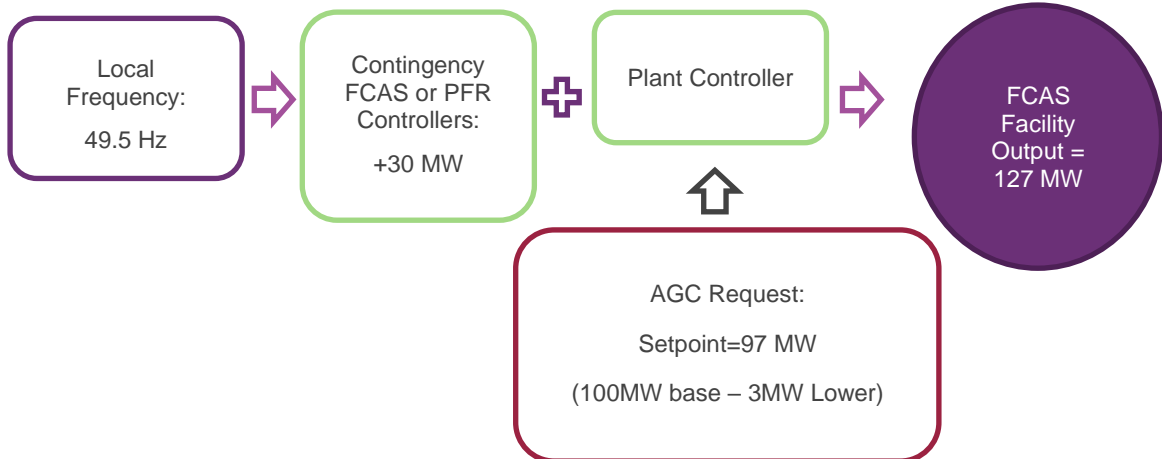 Local
Frequency:
49.5 Hz
Contingency
FCAS or PFR
Controllers:
+30 MW
Plant Controller
FCAS
Facility
Output =
127 MW
AGC Request:
Setpoint=97 MW
(100MW base – 3MW Lower)